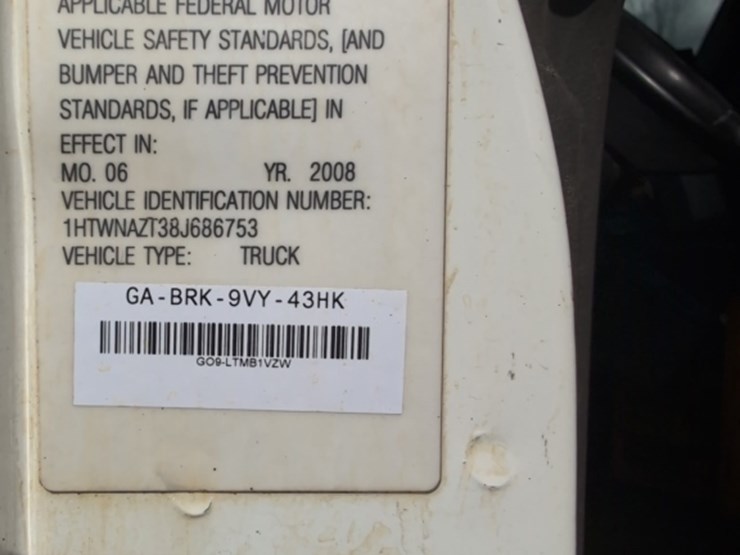 APPLICABLE FEDERAL MOTOR
VEHICLE SAFETY STANDARDS, [AND
BUMPER AND THEFT PREVENTION
STANDARDS, IF APPLICABLE] IN
EFFECT IN:
MO. 06 YR. 2008
VEHICLE IDENTIFICATION NUMBER:
1HTWNAZT38J686753
VEHICLE TYPE: TRUCK
GA-BRK-9VY-43HK
GO9-LTMB1VZW